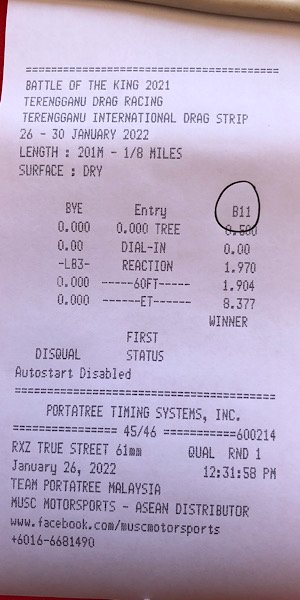 ========================================
BATTLE OF THE KING 2021
TERENGGANU DRAG RACING
TERENGGANU INTERNATIONAL DRAG STRIP
26 - 30 JANUARY 2022
LENGTH : 201M - 1/8 MILES
SURFACE : DRY
BYE Entry B11
0.000 0.000 TREE 0.500
0.00 DIAL-IN 0.00
-LB3- REACTION 1.970
0.000 ------60FT----- 1.904
0.000 ------ET------ 8.377
WINNER
FIRST
DISQUAL STATUS
Autostart Disabled
========================================
PORTATREE TIMING SYSTEMS, INC.
================ 45/46 ===========600214
RXZ TRUE STREET 61mm QUAL RND 1
January 26, 2022 12:31:58 PM
TEAM PORTATREE MALAYSIA
MUSC MOTORSPORTS - ASEAN DISTRIBUTOR
www.facebook.com/muscmotorsports
+6016-6681490